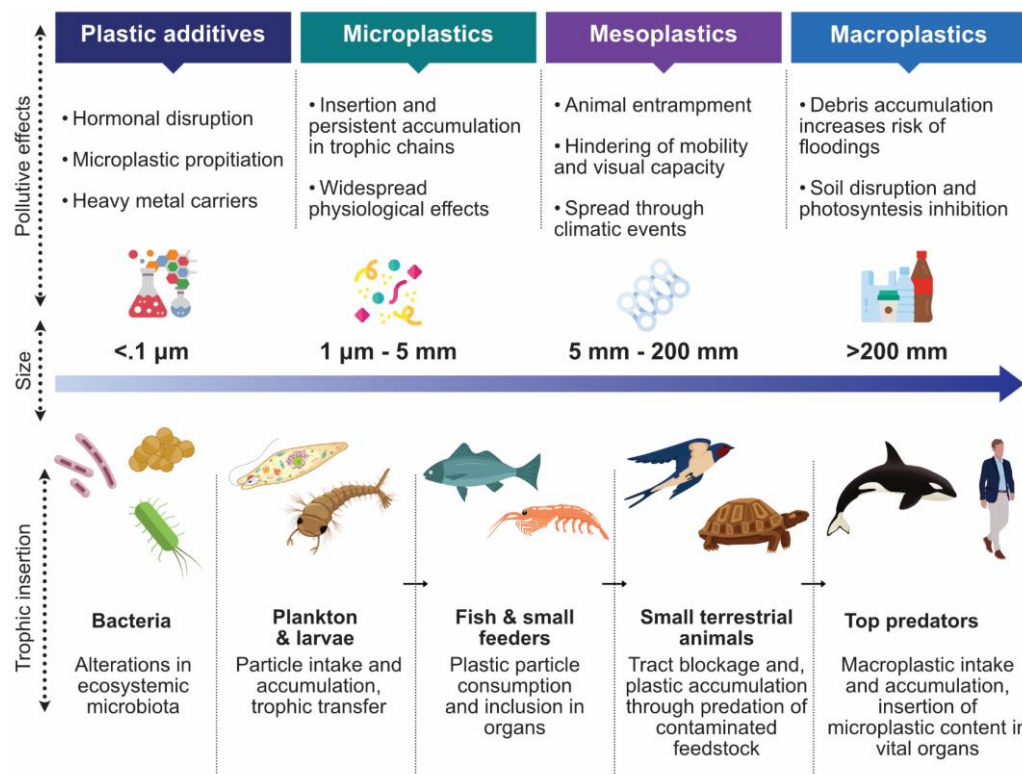 Plastic additives
Microplastics
Mesoplastics
Macroplastics
Pollutive effects
• Hormonal disruption
• Microplastic propitiation
• Heavy metal carriers
• Insertion and
persistent accumulation
in trophic chains
• Widespread
physiological effects
• Animal entrampment
• Hindering of mobility
and visual capacity
• Spread through
climatic events
• Debris accumulation
increases risk of
floodings
• Soil disruption and
photosyntesis inhibition
Size
<.1 µm
1 µm - 5 mm
5 mm - 200 mm
>200 mm
Trophic insertion
Bacteria
Alterations in
ecosystemic
microbiota
Plankton
& larvae
Particle intake and
accumulation,
trophic transfer
Fish & small
feeders
Plastic particle
consumption
and inclusion in
organs
Small terrestrial
animals
Tract blockage and,
plastic accumulation
through predation of
contaminated
feedstock
Top predators
Macroplastic intake
and accumulation,
insertion of
microplastic content in
vital organs